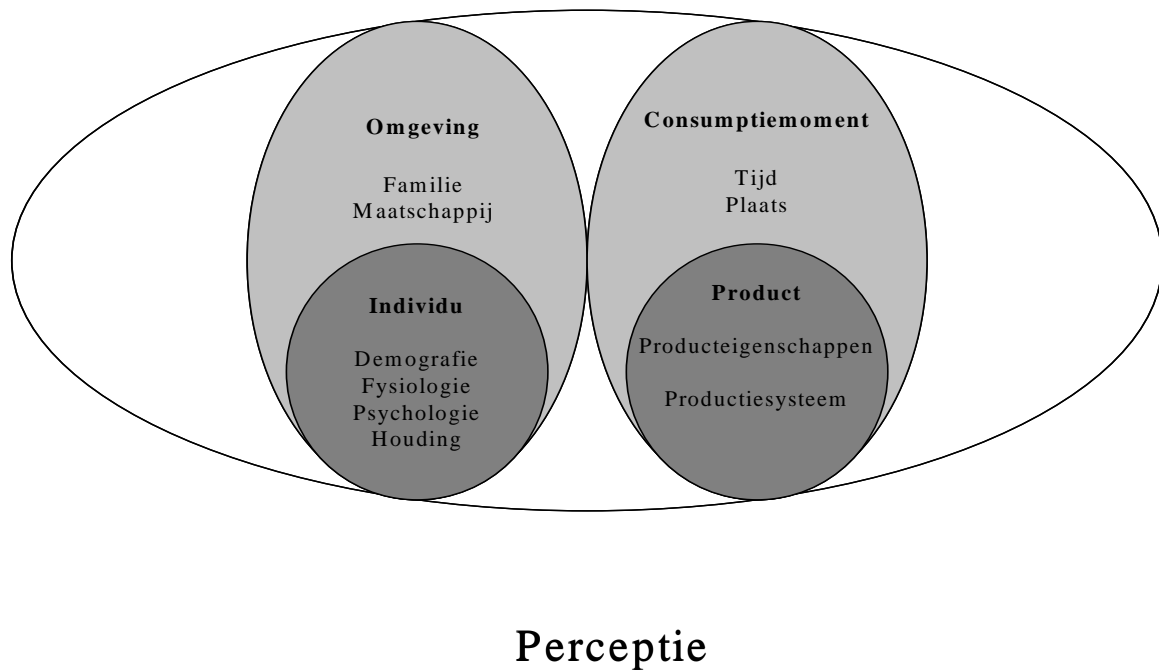 Omgeving
Familie
Maatschappij
Individu
Demografie
Fysiologie
Psychologie
Houding
Consumptiemoment
Tijd
Plaats
Product
Producteigenschappen
Productiesysteem
Perceptie